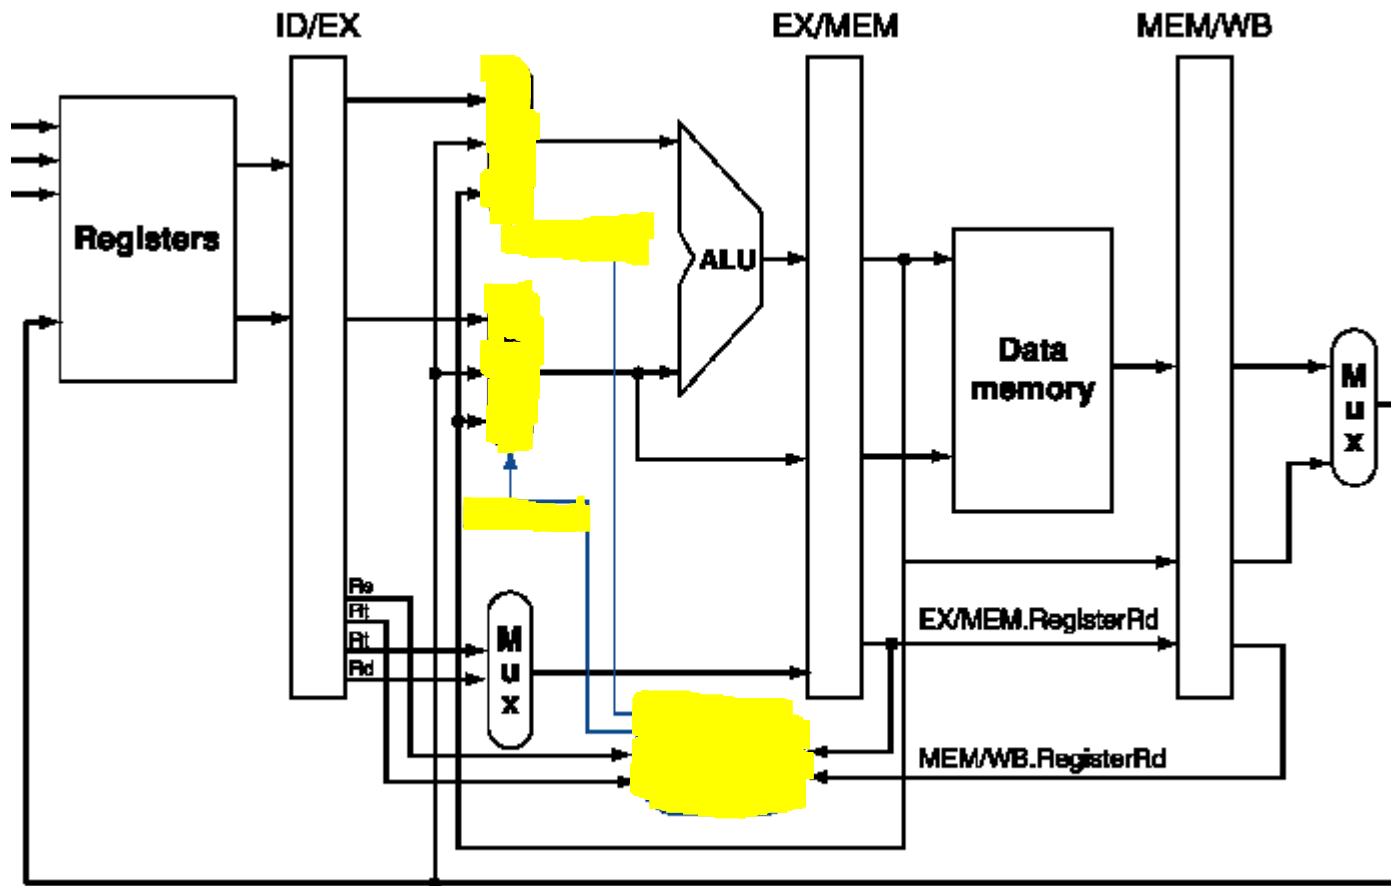 ID/EX
EX/MEM
MEM/WB
Registers
ALU
Data
memory
M
u
x
Rs
Rt
Rt
Rd
M
u
x
EX/MEM.RegisterRd
MEM/WB.RegisterRd